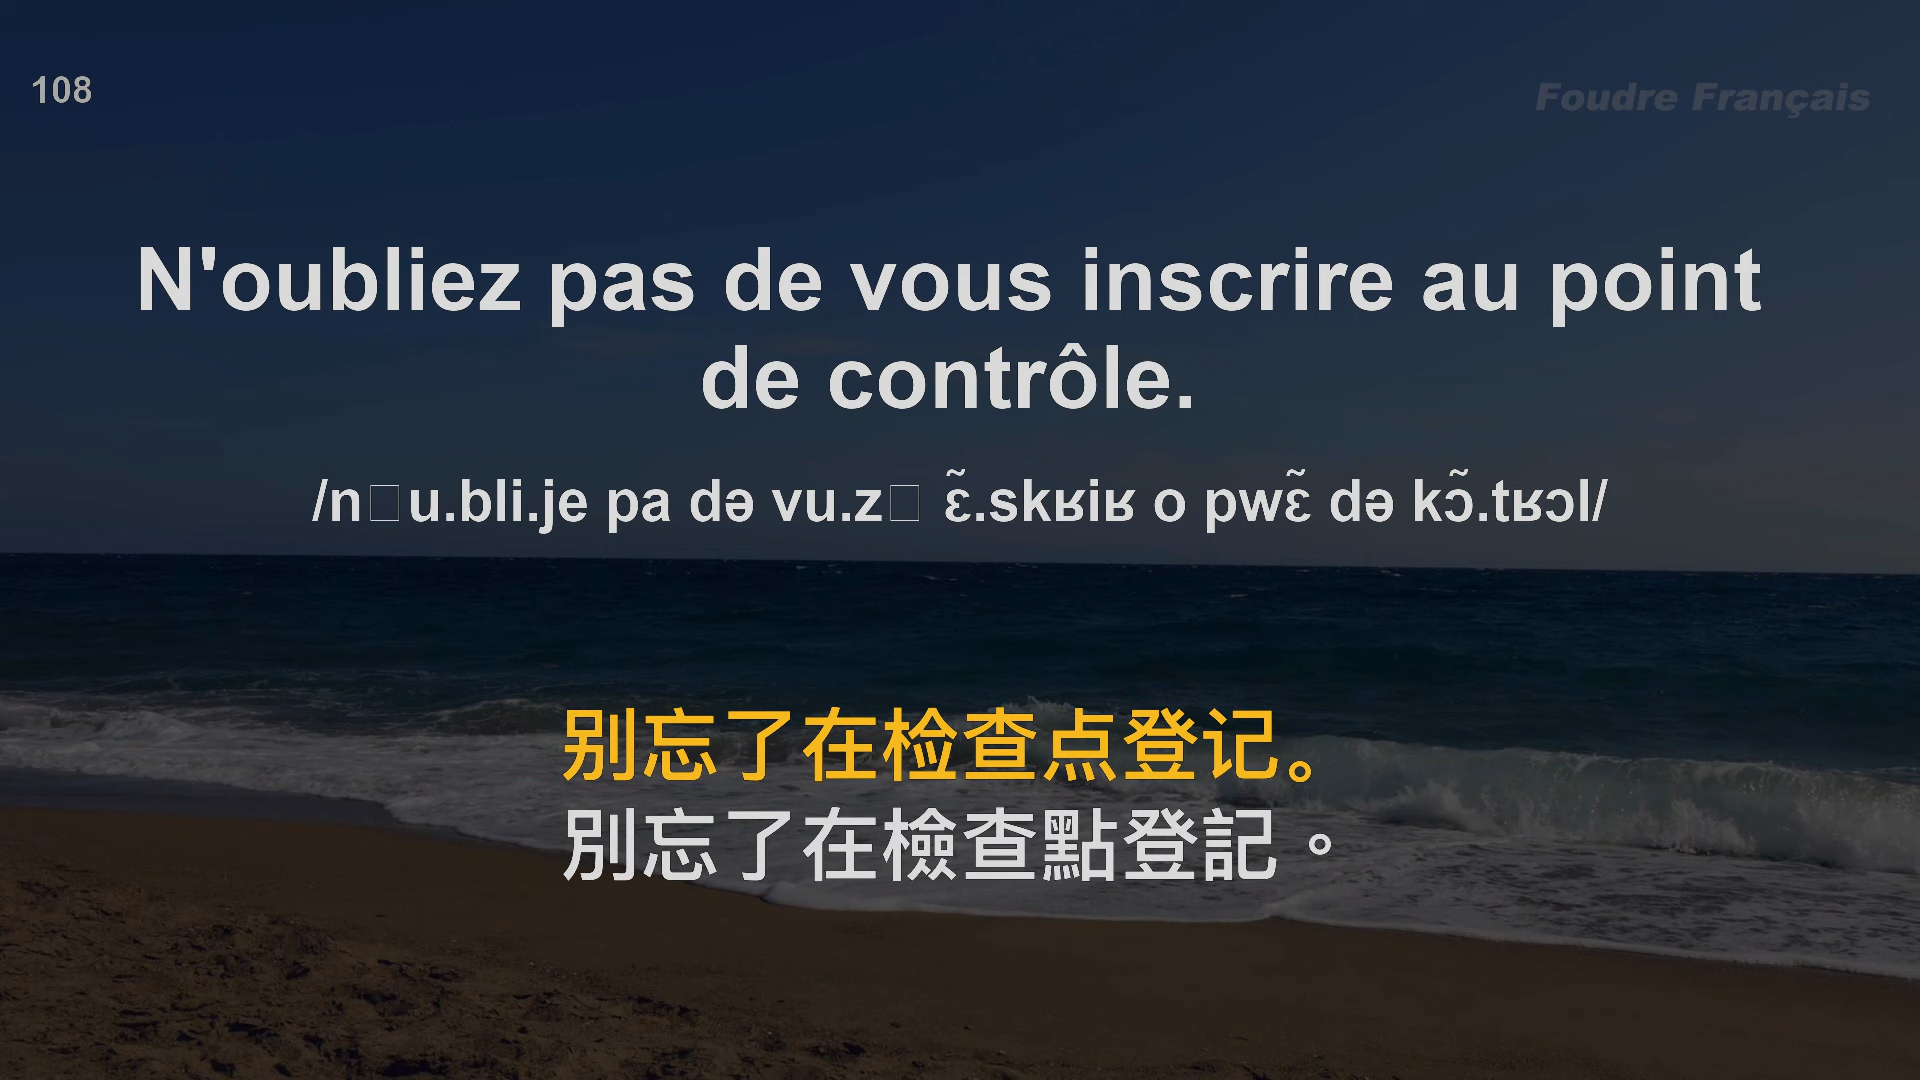 108
Foudre Français
N'oubliez pas de vous inscrire au point
de contrôle.
/n□u.bli.je pa də vu.z□ ɛ̃.skʁiʁ o pwɛ̃ də kɔ̃.tʁɔl/
别忘了在检查点登记。
別忘了在檢查點登記。